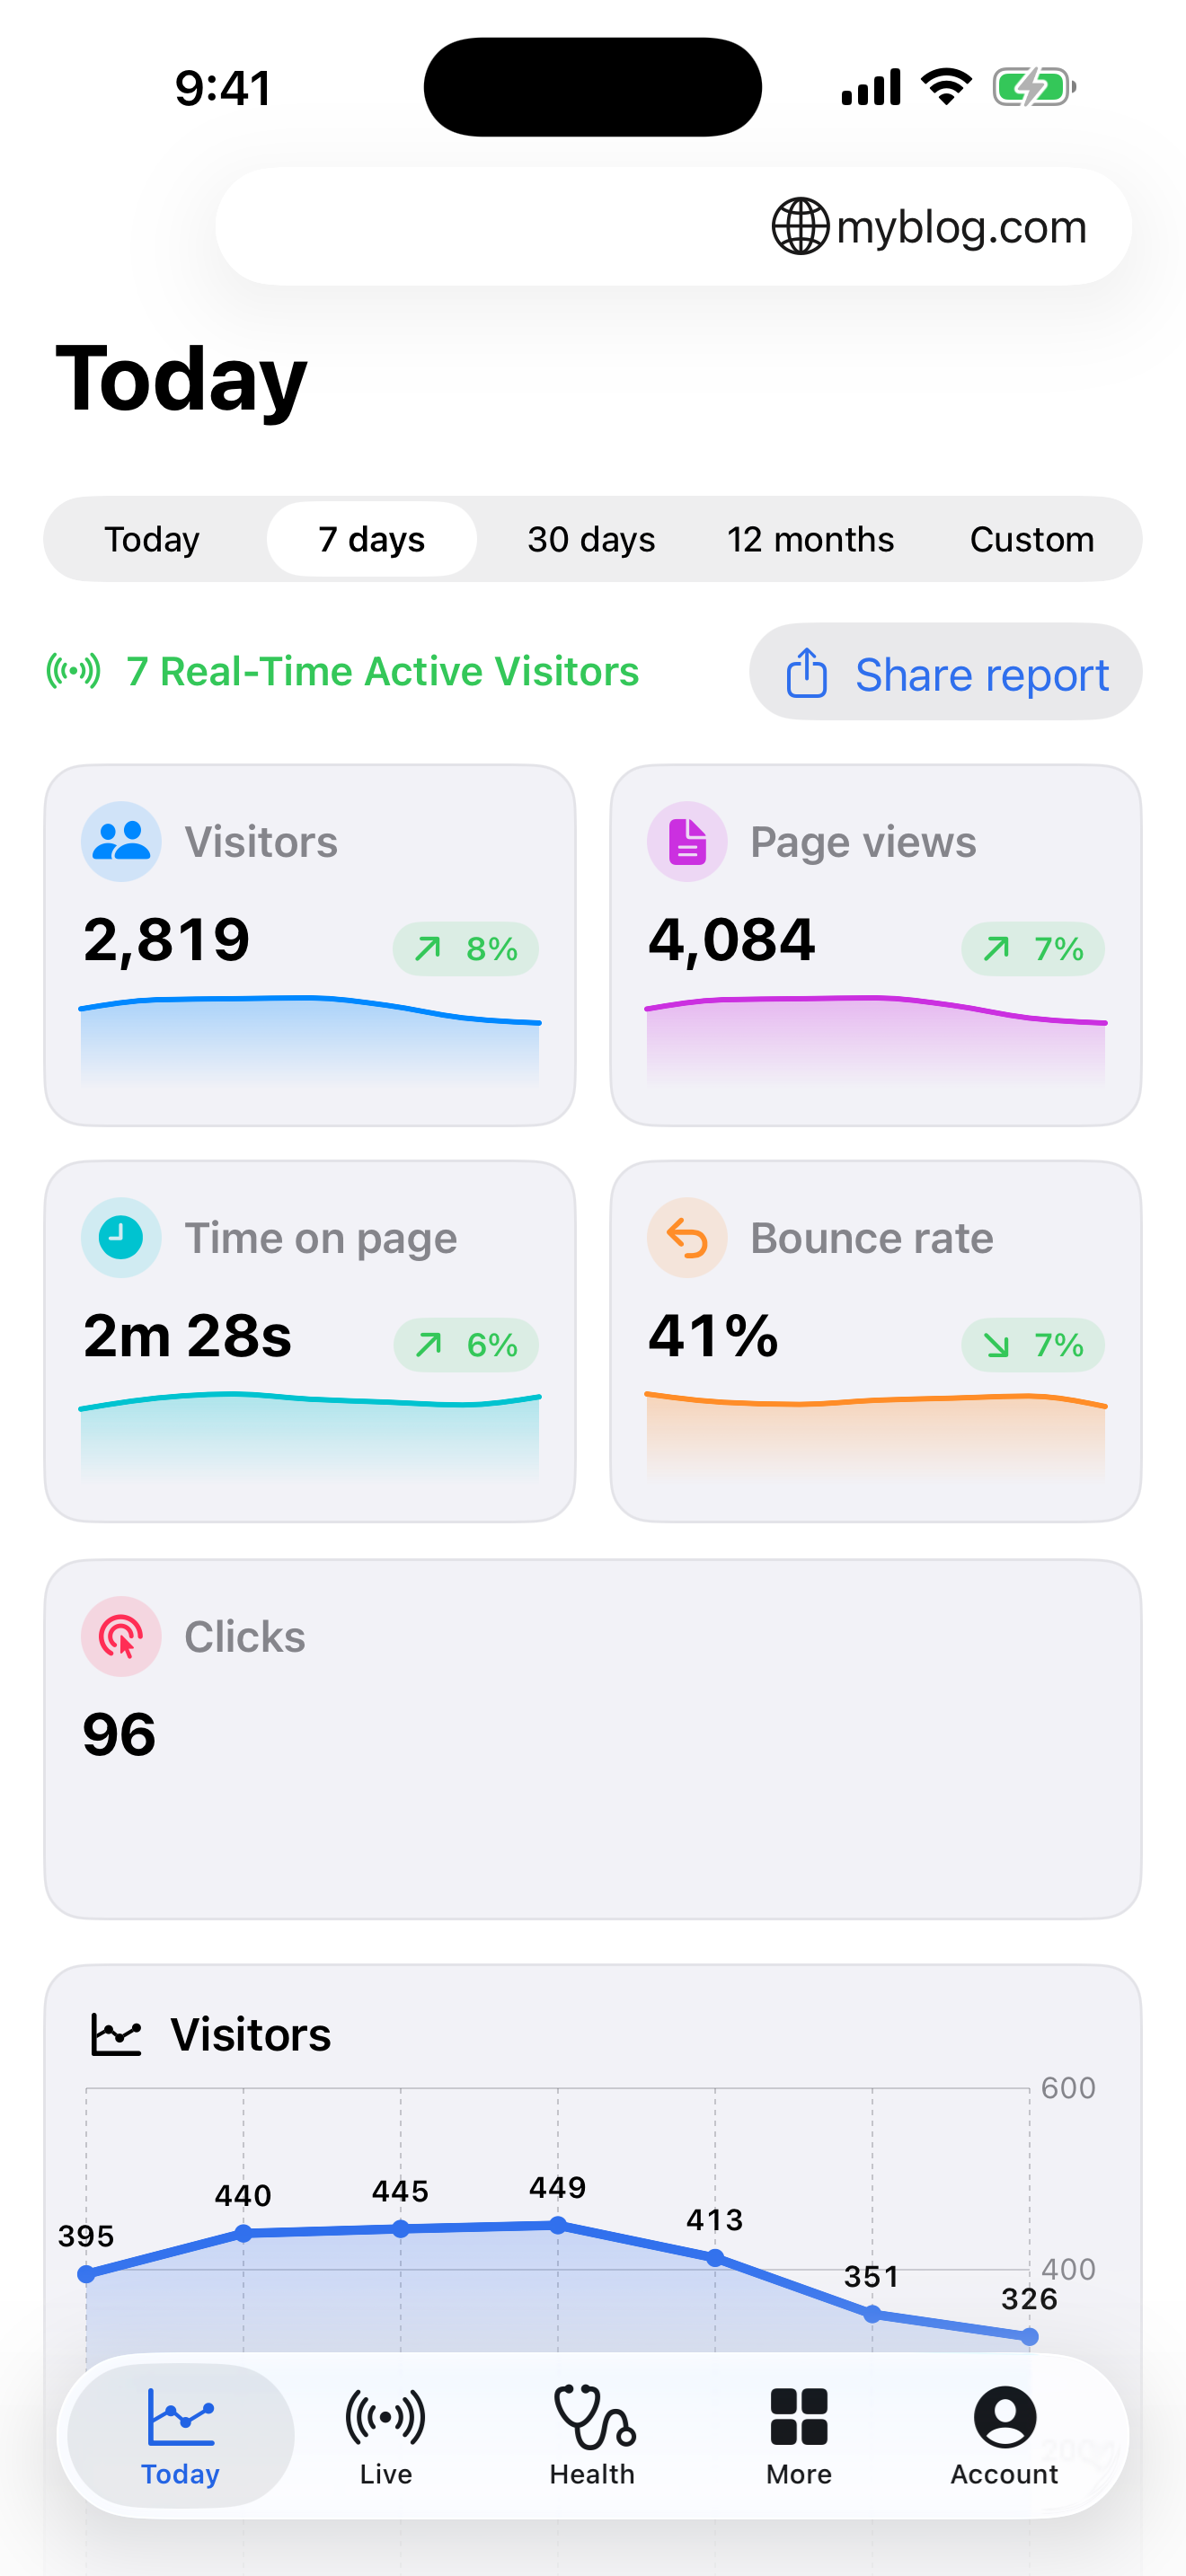 9:41
myblog.com
Today
Today 7 days 30 days 12 months Custom
7 Real-Time Active Visitors
Share report
Visitors
2,819
8%
Page views
4,084
7%
Time on page
2m 28s
6%
Bounce rate
41%
7%
Clicks
96
Visitors
600
395 440 445 449 413 351 326
400
200
Today Live Health More Account